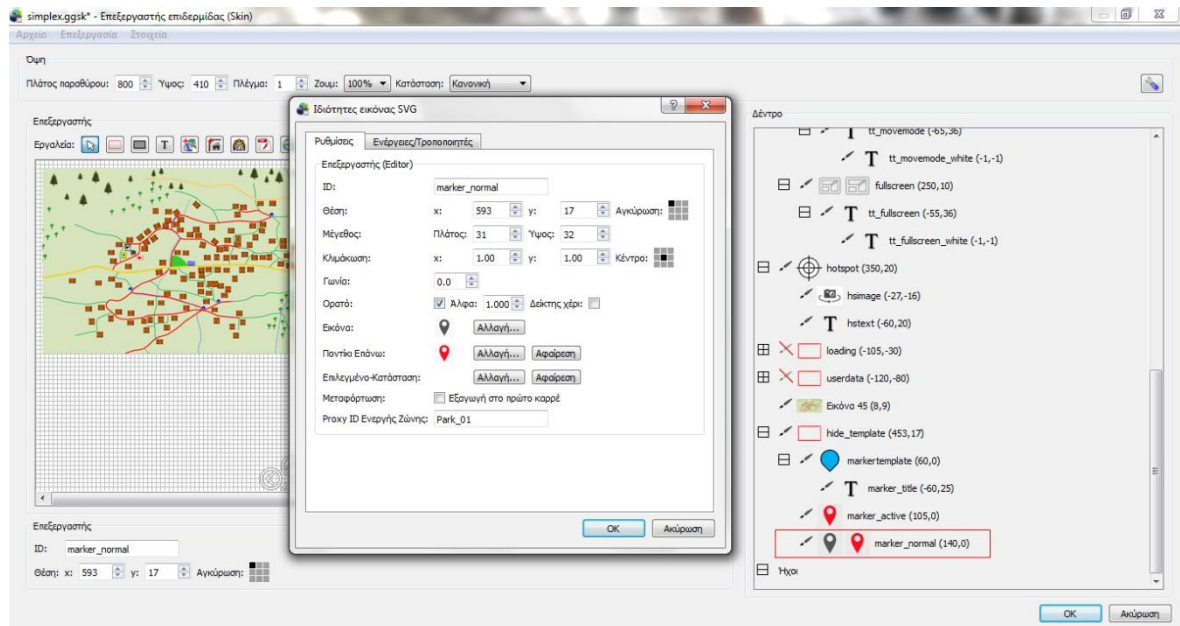 simplex.ggsk* - Επεξεργαστής επιδερμίδας (Skin)
Αρχείο Επεξεργασία Στοιχεία
Όψη
Πλάτος παραθύρου: 800 Ύψος: 410 Πλέγμα: 1 Ζουμ: 100% Κατάσταση: Κανονική
Επεξεργαστής
Εργαλεία:
Ιδιότητες εικόνας SVG
Ρυθμίσεις Ενέργειες/Τροποποιητές
Επεξεργαστής (Editor)
ID: marker_normal
Θέση: x: 593 y: 17 Αγκύρωση:
Μέγεθος: Πλάτος: 31 Ύψος: 32
Κλιμάκωση: x: 1.00 y: 1.00 Κέντρο:
Γωνία: 0.0
Ορατό: Άλφα: 1.000 Δείκτης χέρι:
Εικόνα: Αλλαγή...
Ποντίκι Επάνω: Αλλαγή... Αφαίρεση
Επιλεγμένο-Κατάσταση: Αλλαγή... Αφαίρεση
Μεταφόρτωση: Εξαγωγή στο πρώτο καρρέ
Proxy ID Ενεργής Ζώνης: Park_01
OK Ακύρωση
Δέντρο
tt_movemode (-65,36)
tt_movemode_white (-1,-1)
fullscreen (250,10)
tt_fullscreen (-55,36)
tt_fullscreen_white (-1,-1)
hotspot (350,20)
hsimage (-27,-16)
hstext (-60,20)
loading (-105,-30)
userdata (-120,-80)
Εικόνα 45 (8,9)
hide_template (453,17)
markertemplate (60,0)
marker_title (-60,25)
marker_active (105,0)
marker_normal (140,0)
Ήχοι
Επεξεργαστής
ID: marker_normal
Θέση: x: 593 y: 17 Αγκύρωση:
OK Ακύρωση